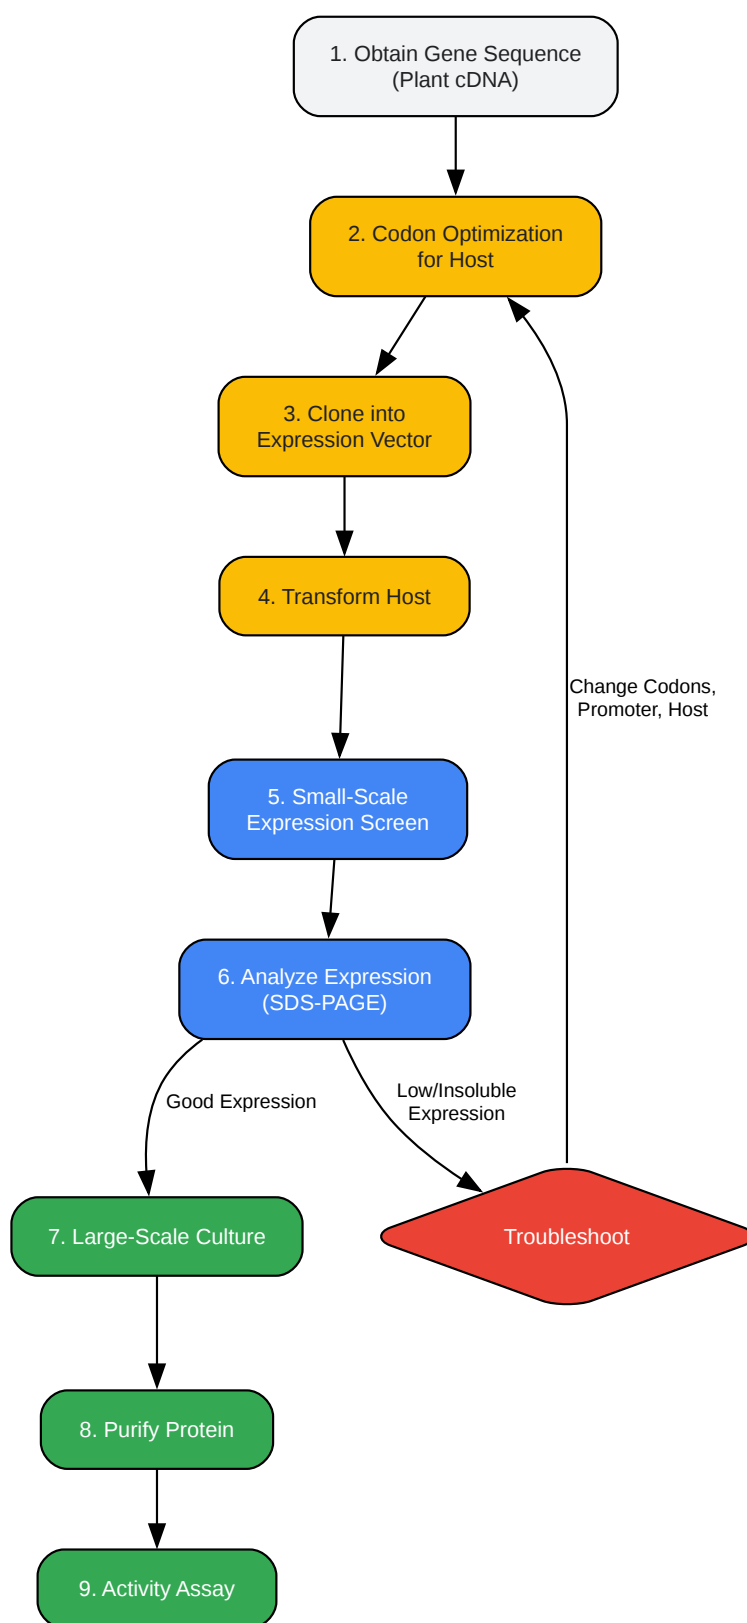 1. Obtain Gene Sequence
(Plant cDNA)
2. Codon Optimization
for Host
3. Clone into
Expression Vector
4. Transform Host
Change Codons,
Promoter, Host
5. Small-Scale
Expression Screen
6. Analyze Expression
(SDS-PAGE)
Good Expression
Low/Insoluble
Expression
7. Large-Scale Culture
Troubleshoot
8. Purify Protein
9. Activity Assay